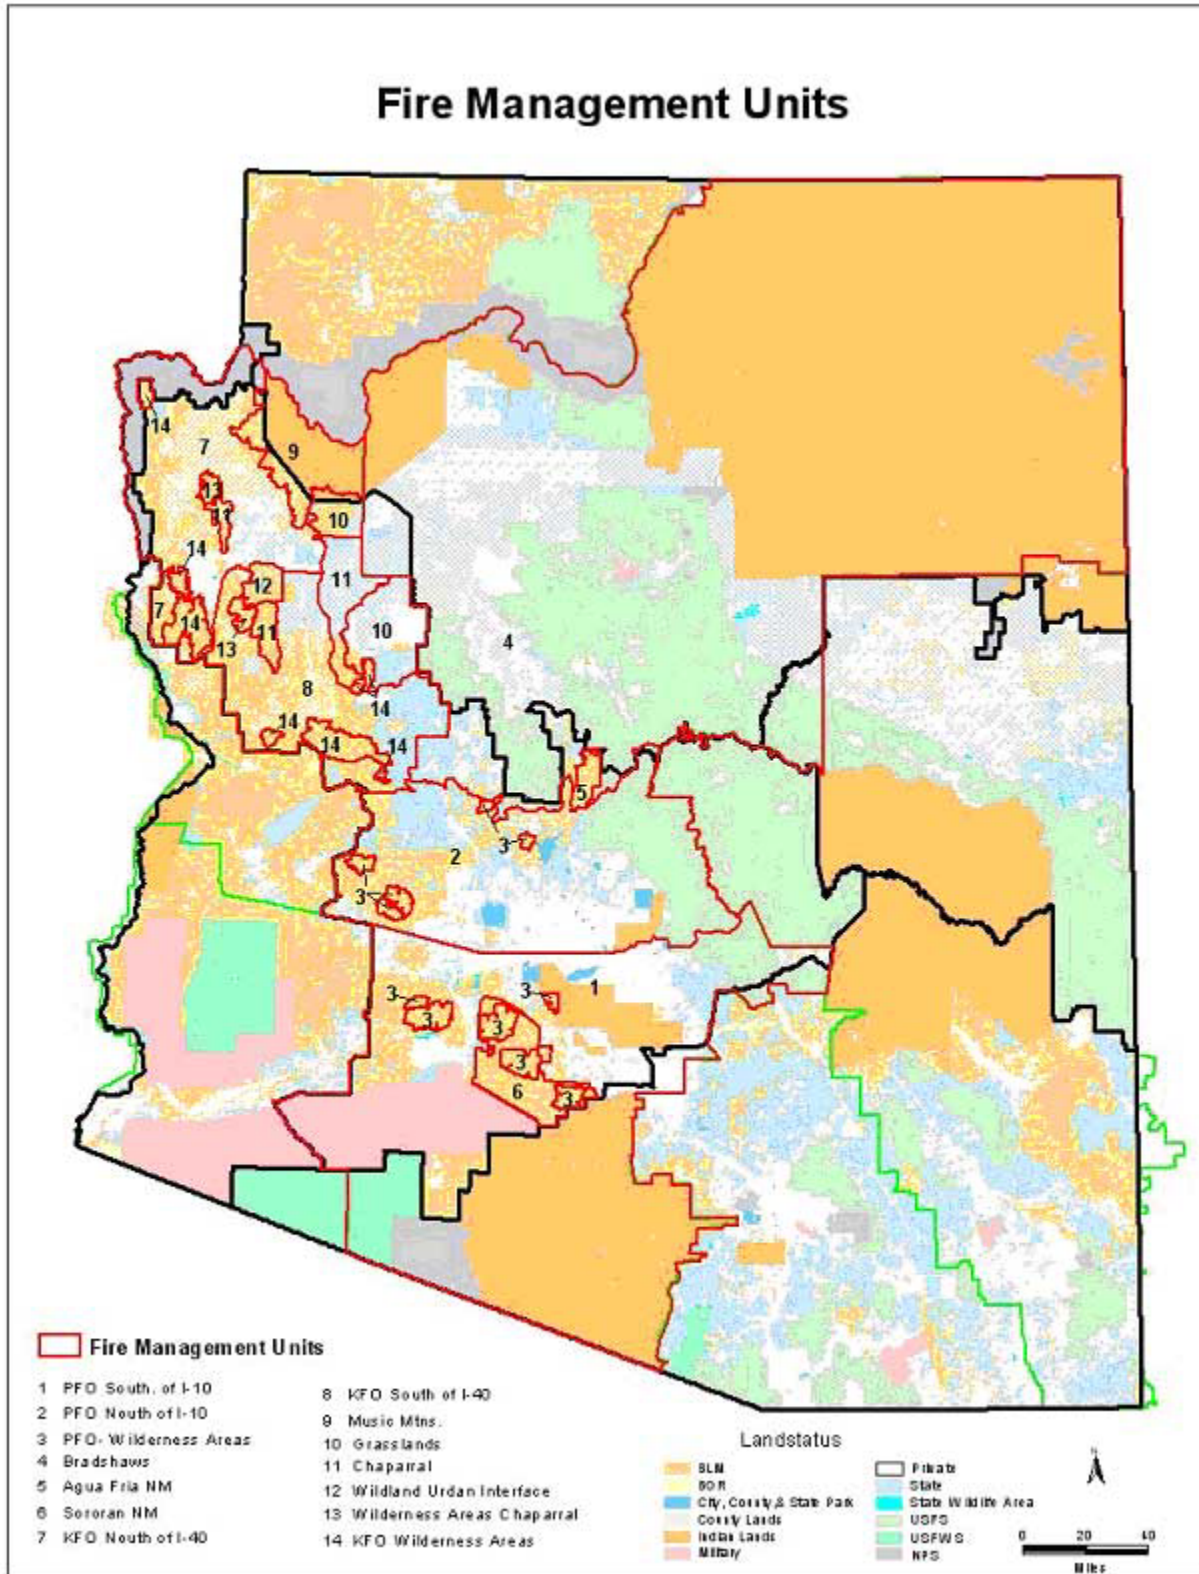 Fire Management Units
14
7
9
13
11
10
14
11
12
7
14
10
11
13
4
8
14
14
14
14
5
3
2
3
3
3
1
3
3
3
6
3
Fire Management Units
1 PFO South. of I-10
2 PFO Nouth of I-10
3 PFO- Wilderness Areas
4 Bradshaws
5 Agua Fria NM
6 Sororan NM
7 KFO Nouth of I-40
8 KFO South of I-40
9 Music Mtns.
10 Grasslands
11 Chaparral
12 Wildland Urdan Interface
13 Wilderness Areas Chaparral
14 KFO Wilderness Areas
Landstatus
BLM
BOR
City, County,& State Park
County Lands
Indian Lands
Military
Private
State
State Wildlife Area
USFS
USFWS
NPS
N
0 20 40
Miles